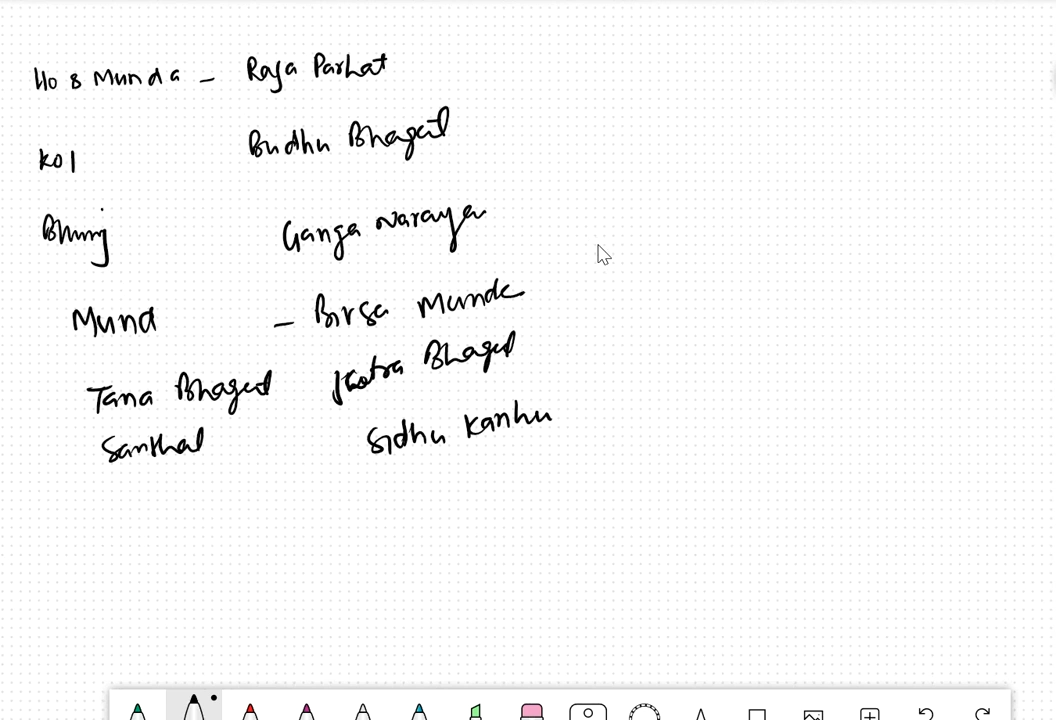 Ho & Munda - Raja Parhat
Kol Budhu Bhagat
Bhumij Ganga Narayan
Mund - Birsa Munda
Tana Bhagat Jatra Bhagat
Santhal Sidhu Kanhu